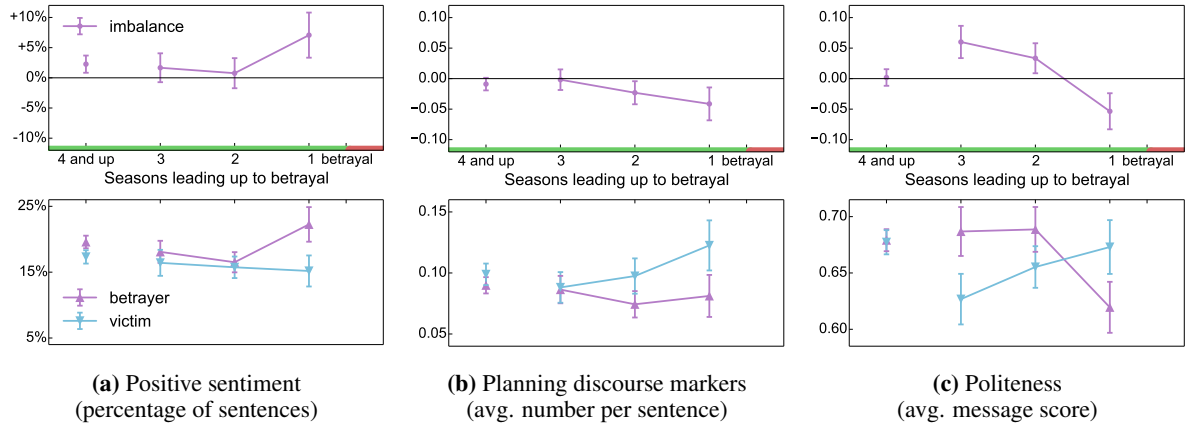 +10%
+5%
0%
-5%
-10%
imbalance
4 and up 3 2 1 betrayal
Seasons leading up to betrayal
0.10
0.05
0.00
−0.05
−0.10
4 and up 3 2 1 betrayal
Seasons leading up to betrayal
0.10
0.05
0.00
−0.05
−0.10
4 and up 3 2 1 betrayal
Seasons leading up to betrayal
25%
15%
5%
betrayer
victim
0.15
0.10
0.05
0.70
0.65
0.60
(a) Positive sentiment
(percentage of sentences)
(b) Planning discourse markers
(avg. number per sentence)
(c) Politeness
(avg. message score)